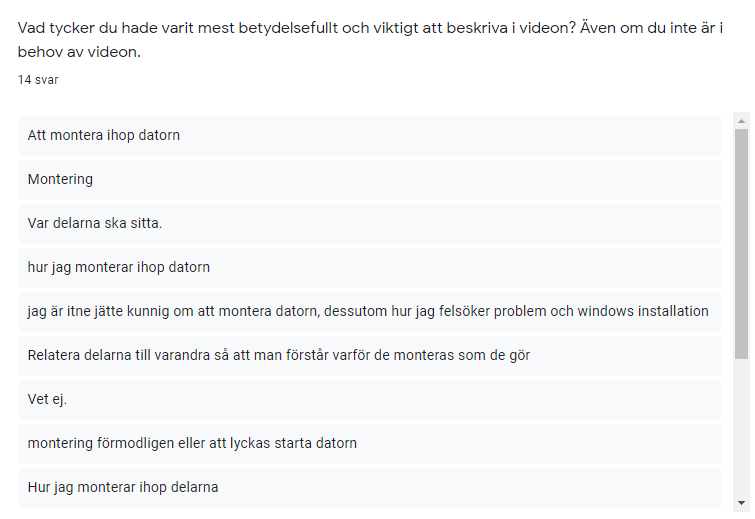 Vad tycker du hade varit mest betydelsefullt och viktigt att beskriva i videon? Även om du inte är i
behov av videon.
14 svar
Att montera ihop datorn
Montering
Var delarna ska sitta.
hur jag monterar ihop datorn
jag är itne jätte kunnig om att montera datorn, dessutom hur jag felsöker problem och windows installation
Relatera delarna till varandra så att man förstår varför de monteras som de gör
Vet ej.
montering förmodligen eller att lyckas starta datorn
Hur jag monterar ihop delarna